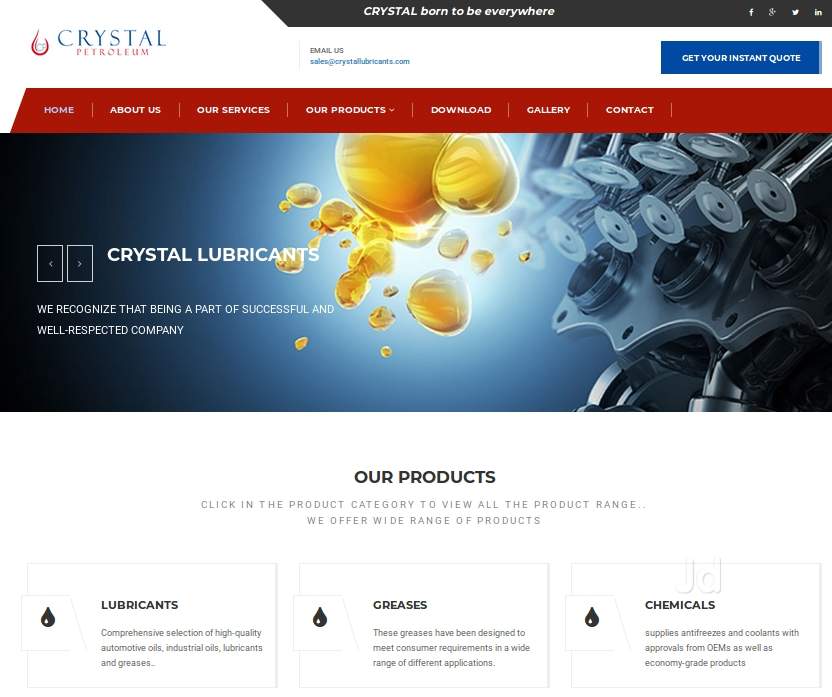 CRYSTAL born to be everywhere
CRYSTAL
PETROLEUM
EMAIL US
sales@crystallubricants.com
GET YOUR INSTANT QUOTE
HOME ABOUT US OUR SERVICES OUR PRODUCTS DOWNLOAD GALLERY CONTACT
CRYSTAL LUBRICANTS
WE RECOGNIZE THAT BEING A PART OF SUCCESSFUL AND
WELL-RESPECTED COMPANY
OUR PRODUCTS
CLICK IN THE PRODUCT CATEGORY TO VIEW ALL THE PRODUCT RANGE..
WE OFFER WIDE RANGE OF PRODUCTS
Jd
LUBRICANTS
Comprehensive selection of high-quality
automotive oils, industrial oils, lubricants
and greases..
GREASES
These greases have been designed to
meet consumer requirements in a wide
range of different applications.
CHEMICALS
supplies antifreezes and coolants with
approvals from OEMs as well as
economy-grade products